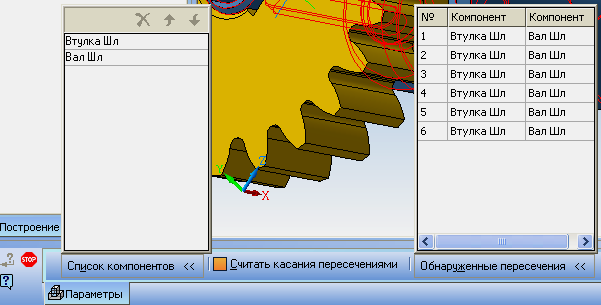 Втулка Шл
Вал Шл
№ Компонент Компонент
1 Втулка Шл Вал Шл
2 Втулка Шл Вал Шл
3 Втулка Шл Вал Шл
4 Втулка Шл Вал Шл
5 Втулка Шл Вал Шл
6 Втулка Шл Вал Шл
Z
Y
X
Построение
STOP
Список компонентов <<
Считать касания пересечениями
Обнаруженные пересечения <<
?
Параметры